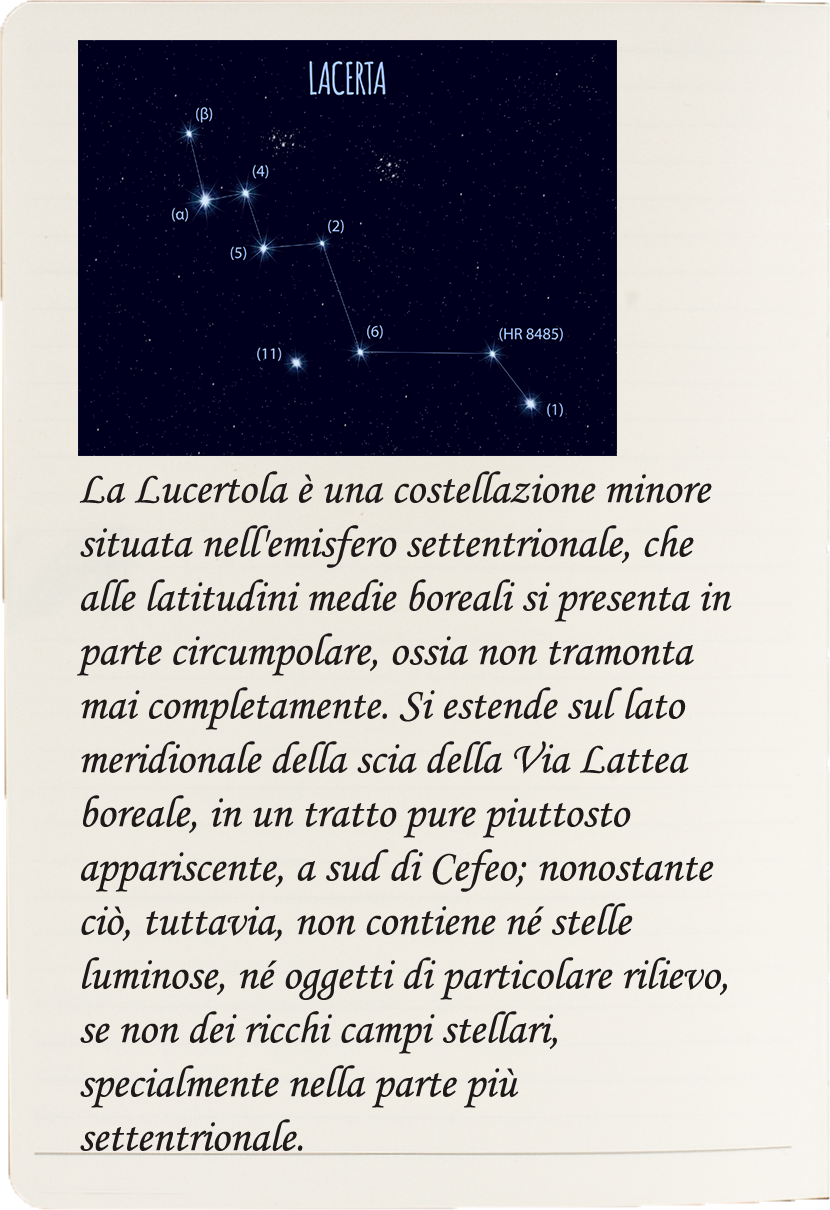 LACERTA
(β)
(4)
(α)
(2)
(5)
(6)
(HR 8485)
(11)
(1)
La Lucertola è una costellazione minore
situata nell'emisfero settentrionale, che
alle latitudini medie boreali si presenta in
parte circumpolare, ossia non tramonta
mai completamente. Si estende sul lato
meridionale della scia della Via Lattea
boreale, in un tratto pure piuttosto
appariscente, a sud di Cefeo; nonostante
ciò, tuttavia, non contiene né stelle
luminose, né oggetti di particolare rilievo,
se non dei ricchi campi stellari,
specialmente nella parte più
settentrionale.